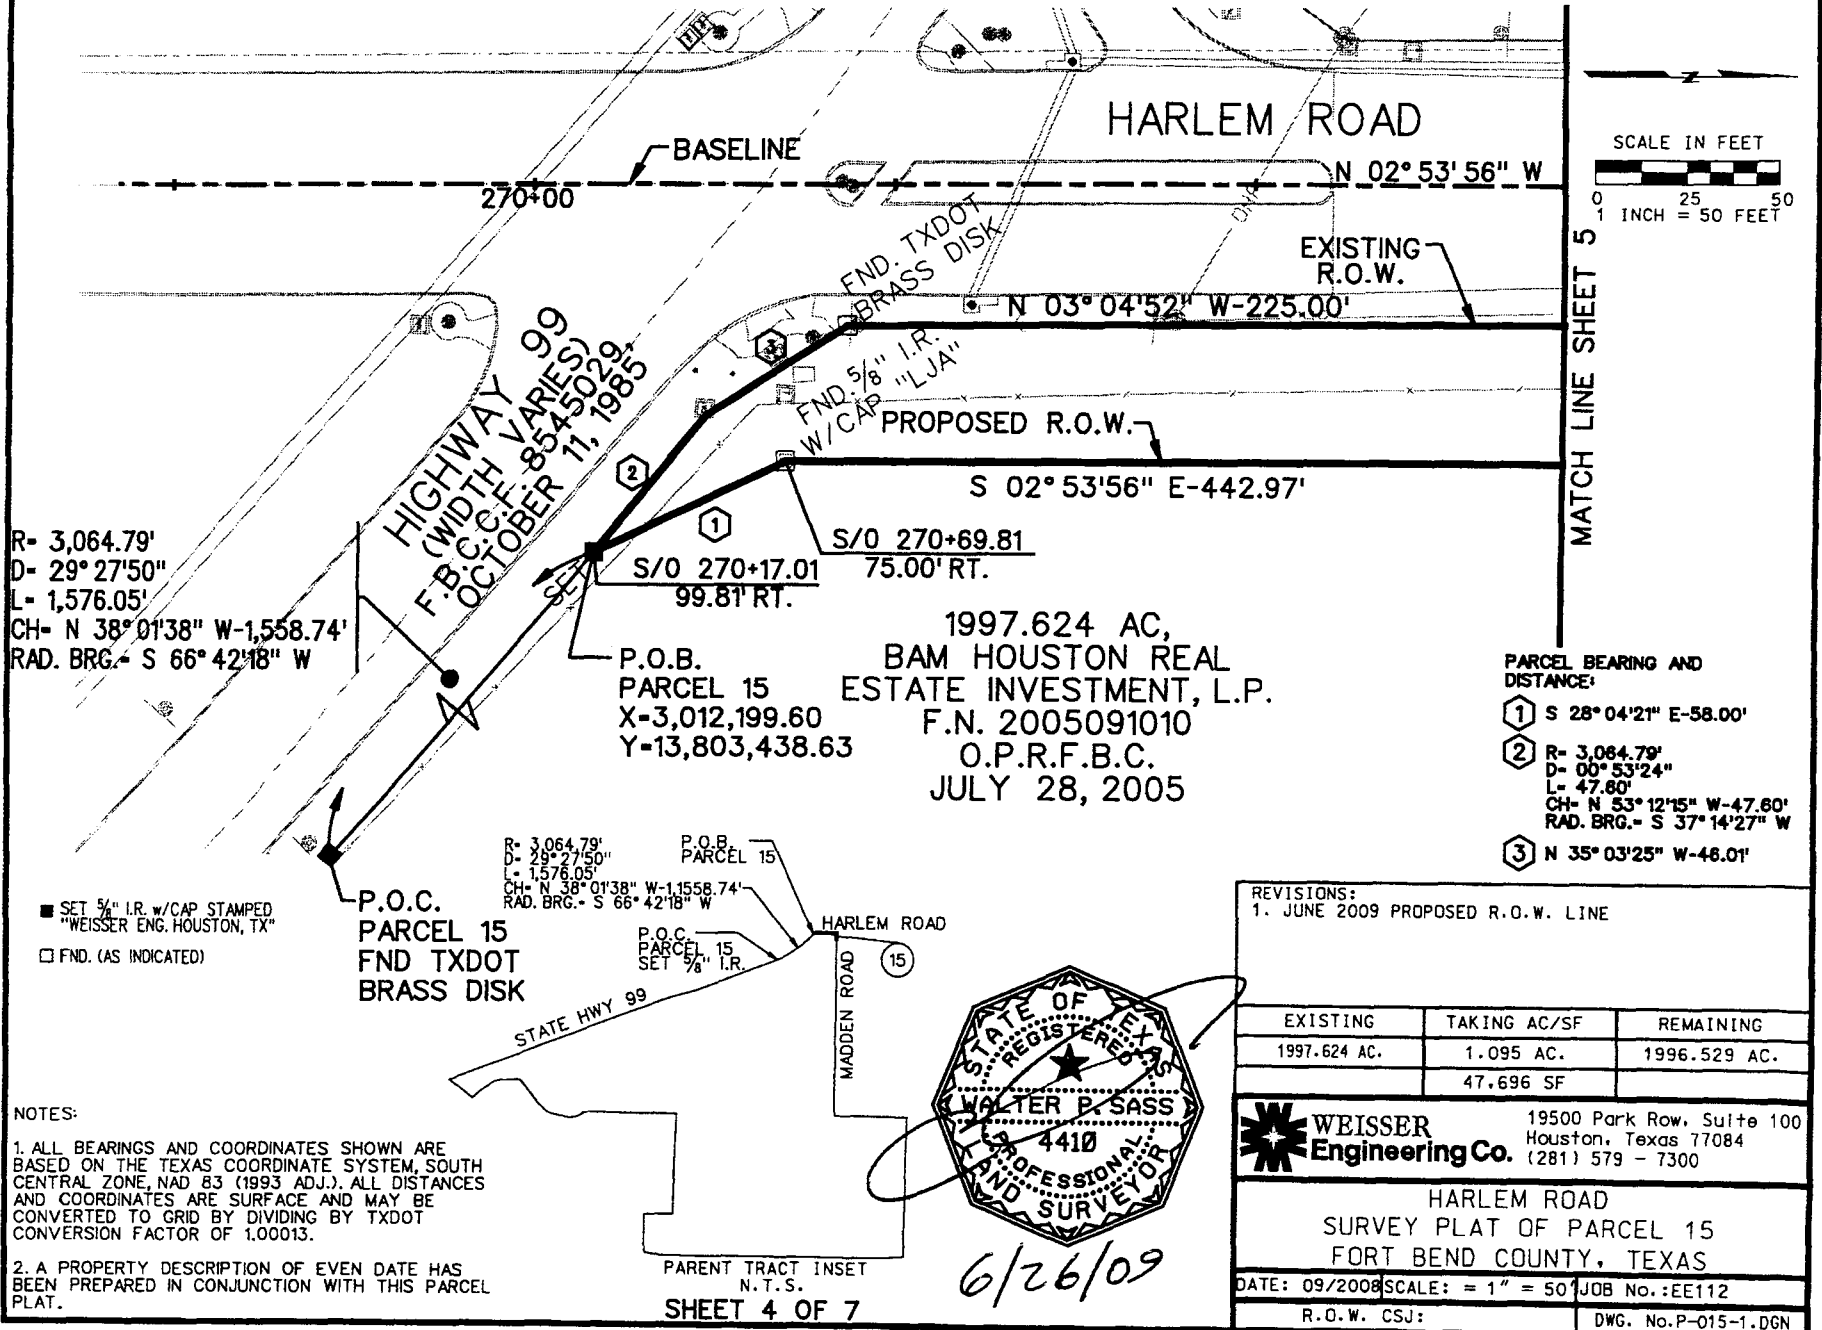 HARLEM ROAD
BASELINE
270+00
N 02°53'56" W
SCALE IN FEET
0 25 50
1 INCH = 50 FEET
FND. TXDOT
BRASS DISK
EXISTING
R.O.W.
N 03°04'52" W-225.00'
MATCH LINE SHEET 5
3
FND. 5/8" I.R.
W/CAP "LJA"
PROPOSED R.O.W.
S 02°53'56" E-442.97'
HIGHWAY 99
(WIDTH VARIES)
F.B.C.C.F. 8545029,
OCTOBER 11, 1985
2
1
SET
S/O 270+69.81
75.00' RT.
S/O 270+17.01
99.81' RT.
R= 3,064.79'
D= 29°27'50"
L= 1,576.05'
CH= N 38°01'38" W-1,558.74'
RAD. BRG.= S 66°42'18" W
P.O.B.
PARCEL 15
X=3,012,199.60
Y=13,803,438.63
1997.624 AC,
BAM HOUSTON REAL
ESTATE INVESTMENT, L.P.
F.N. 2005091010
O.P.R.F.B.C.
JULY 28, 2005
PARCEL BEARING AND
DISTANCE:
1 S 28°04'21" E-58.00'
2 R= 3,064.79'
D= 00°53'24"
L= 47.60'
CH= N 53°12'15" W-47.60'
RAD. BRG.= S 37°14'27" W
3 N 35°03'25" W-46.01'
P.O.C.
PARCEL 15
FND TXDOT
BRASS DISK
SET 5/8" I.R. w/CAP STAMPED
"WEISSER ENG. HOUSTON, TX"
FND. (AS INDICATED)
R= 3,064.79'
D= 29°27'50"
L= 1,576.05'
CH= N 38°01'38" W-1,1558.74'
RAD. BRG.= S 66°42'18" W
P.O.B.
PARCEL 15
HARLEM ROAD
P.O.C.
PARCEL 15
SET 5/8" I.R.
15
MADDEN ROAD
STATE HWY 99
STATE OF TEXAS
REGISTERED
WALTER P. SASS
4410
PROFESSIONAL
LAND SURVEYOR
6/26/09
NOTES:
1. ALL BEARINGS AND COORDINATES SHOWN ARE
BASED ON THE TEXAS COORDINATE SYSTEM, SOUTH
CENTRAL ZONE, NAD 83 (1993 ADJ.). ALL DISTANCES
AND COORDINATES ARE SURFACE AND MAY BE
CONVERTED TO GRID BY DIVIDING BY TXDOT
CONVERSION FACTOR OF 1.00013.
2. A PROPERTY DESCRIPTION OF EVEN DATE HAS
BEEN PREPARED IN CONJUNCTION WITH THIS PARCEL
PLAT.
PARENT TRACT INSET
N.T.S.
SHEET 4 OF 7
REVISIONS:
1. JUNE 2009 PROPOSED R.O.W. LINE
EXISTING TAKING AC/SF REMAINING
1997.624 AC. 1.095 AC. 1996.529 AC.
47.696 SF
WEISSER
Engineering Co.
19500 Park Row, Suite 100
Houston, Texas 77084
(281) 579 - 7300
HARLEM ROAD
SURVEY PLAT OF PARCEL 15
FORT BEND COUNTY, TEXAS
DATE: 09/2008 SCALE: = 1" = 50' JOB No.:EE112
R.O.W. CSJ: DWG. No.P-015-1.DGN